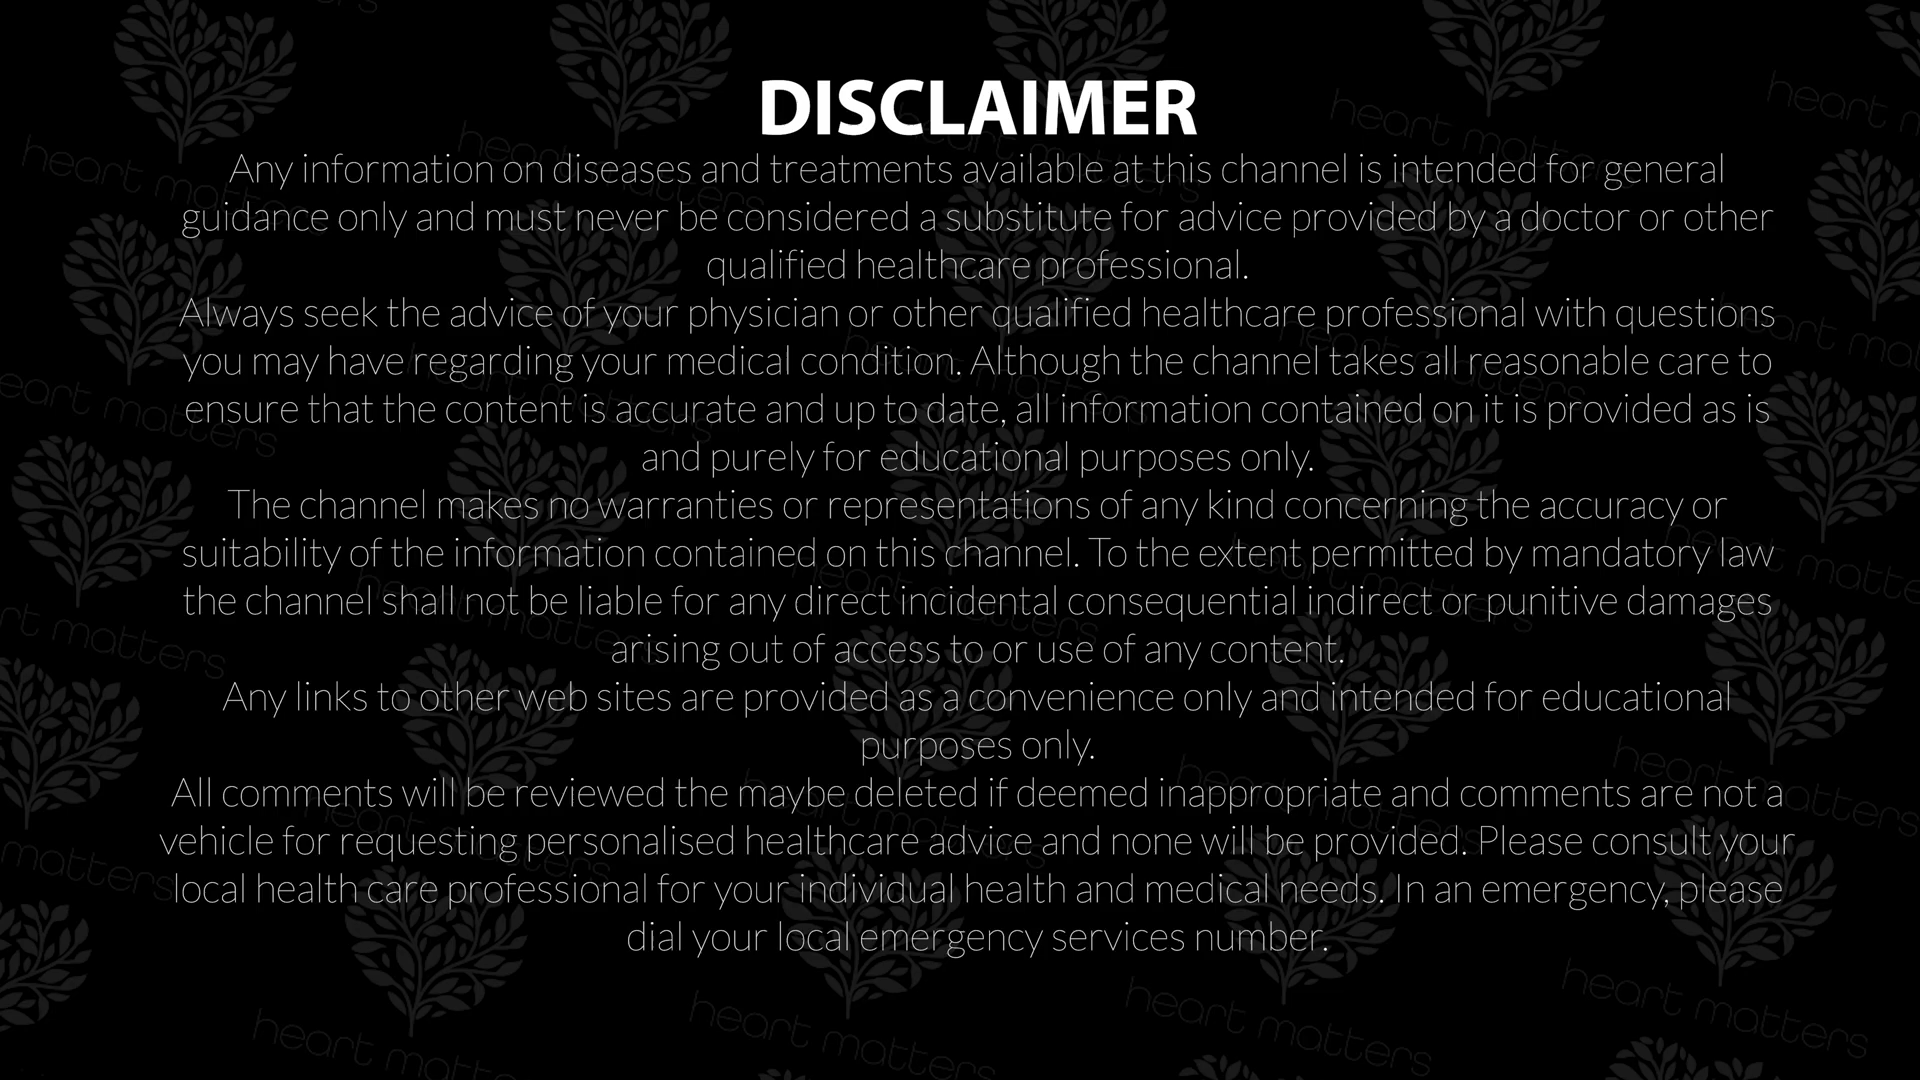 DISCLAIMER
Any information on diseases and treatments available at this channel is intended for general
guidance only and must never be considered a substitute for advice provided by a doctor or other
qualified healthcare professional.
Always seek the advice of your physician or other qualified healthcare professional with questions
you may have regarding your medical condition. Although the channel takes all reasonable care to
ensure that the content is accurate and up to date, all information contained on it is provided as is
and purely for educational purposes only.
The channel makes no warranties or representations of any kind concerning the accuracy or
suitability of the information contained on this channel. To the extent permitted by mandatory law
the channel shall not be liable for any direct incidental consequential indirect or punitive damages
arising out of access to or use of any content.
Any links to other web sites are provided as a convenience only and intended for educational
purposes only.
All comments will be reviewed the maybe deleted if deemed inappropriate and comments are not a
vehicle for requesting personalised healthcare advice and none will be provided. Please consult your
local health care professional for your individual health and medical needs. In an emergency, please
dial your local emergency services number.
heart matters
heart matters
heart matters
heart matters